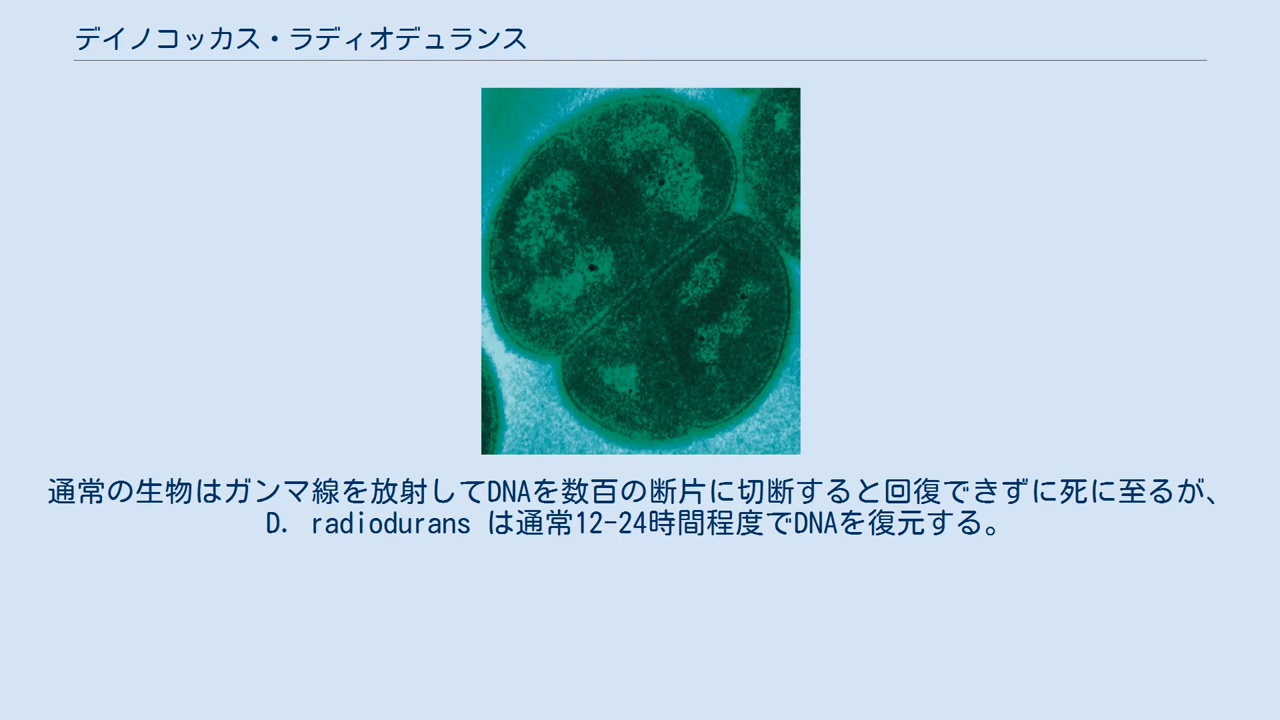 デイノコッカス・ラディオデュランス
通常の生物はガンマ線を放射してDNAを数百の断片に切断すると回復できずに死に至るが、
D. radiodurans は通常12-24時間程度でDNAを復元する。